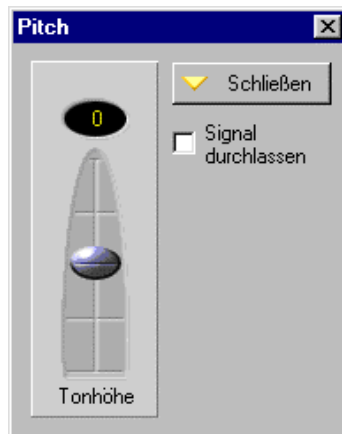 Pitch
0
Schließen
Signal
durchlassen
Tonhöhe